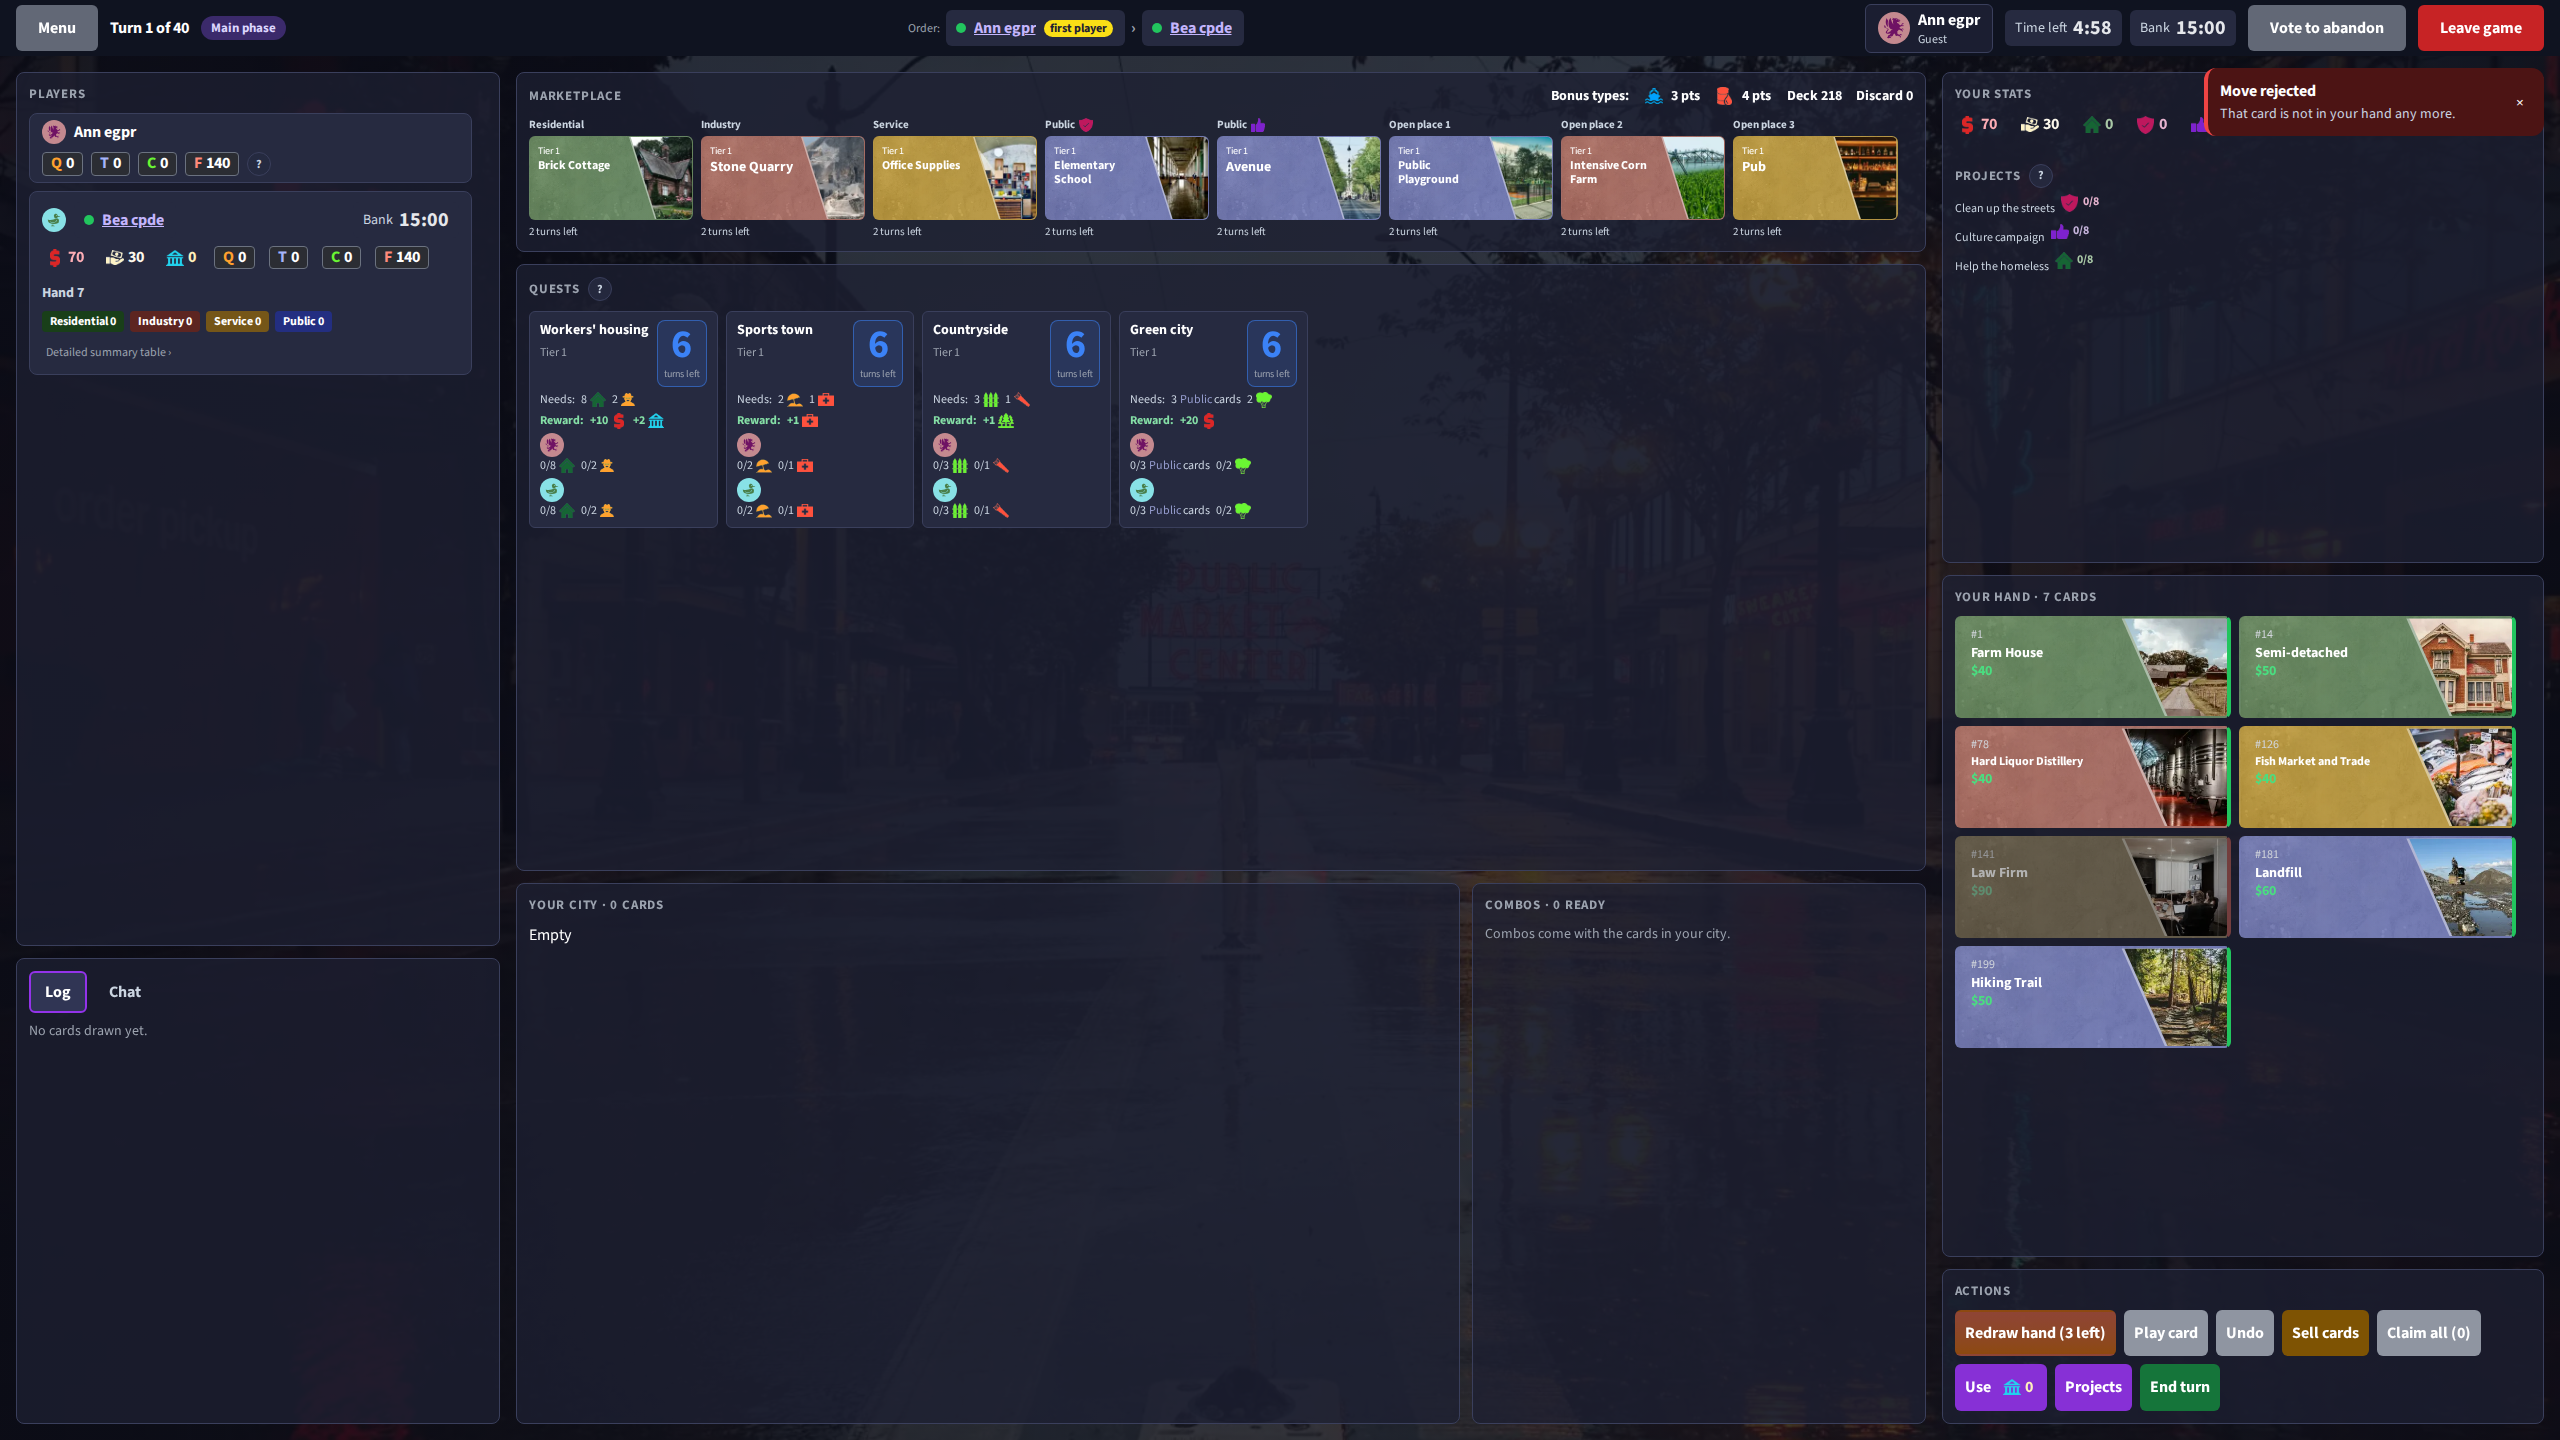 Menu
Turn 1 of 40
Main phase
Order:
Ann egpr
first player
›
Bea cpde
Ann egpr
Guest
Time left 4:58
Bank 15:00
Vote to abandon
Leave game
PLAYERS
Ann egpr
Q 0
T 0
C 0
F 140
?
Bea cpde
Bank 15:00
70
30
0
Q 0
T 0
C 0
F 140
Hand 7
Residential 0
Industry 0
Service 0
Public 0
Detailed summary table ›
Log
Chat
No cards drawn yet.
MARKETPLACE
Bonus types:
3 pts
4 pts
Deck 218
Discard 0
Residential
Tier 1
Brick Cottage
2 turns left
Industry
Tier 1
Stone Quarry
2 turns left
Service
Tier 1
Office Supplies
2 turns left
Public
Tier 1
Elementary
School
2 turns left
Public
Tier 1
Avenue
2 turns left
Open place 1
Tier 1
Public
Playground
2 turns left
Open place 2
Tier 1
Intensive Corn
Farm
2 turns left
Open place 3
Tier 1
Pub
2 turns left
QUESTS
?
Workers' housing
Tier 1
6
turns left
Needs: 8 2
Reward: +10 +2
0/8 0/2
0/8 0/2
Sports town
Tier 1
6
turns left
Needs: 2 1
Reward: +1
0/2 0/1
0/2 0/1
Countryside
Tier 1
6
turns left
Needs: 3 1
Reward: +1
0/3 0/1
0/3 0/1
Green city
Tier 1
6
turns left
Needs: 3 Public cards 2
Reward: +20
0/3 Public cards 0/2
0/3 Public cards 0/2
YOUR CITY · 0 CARDS
Empty
COMBOS · 0 READY
Combos come with the cards in your city.
YOUR STATS
70
30
0
0
Move rejected
That card is not in your hand any more.
×
PROJECTS
?
Clean up the streets 0/8
Culture campaign 0/8
Help the homeless 0/8
YOUR HAND · 7 CARDS
#1
Farm House
$40
#14
Semi-detached
$50
#78
Hard Liquor Distillery
$40
#126
Fish Market and Trade
$40
#141
Law Firm
$90
#181
Landfill
$60
#199
Hiking Trail
$50
ACTIONS
Redraw hand (3 left)
Play card
Undo
Sell cards
Claim all (0)
Use 0
Projects
End turn
PUBLIC
MARKET
CENTER